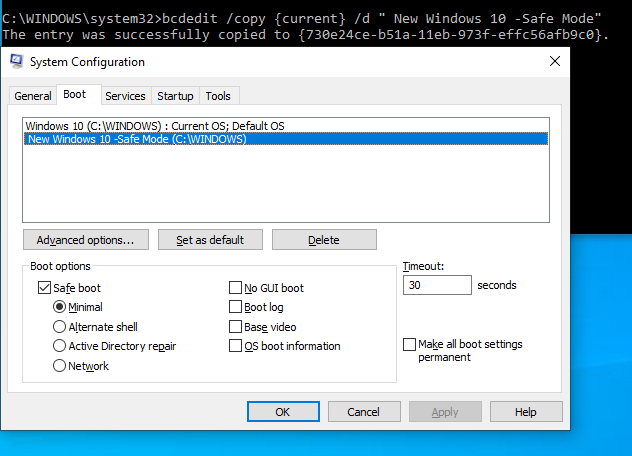 C:\WINDOWS\system32>bcdedit /copy {current} /d " New Windows 10 -Safe Mode"
The entry was successfully copied to {730e24ce-b51a-11eb-973f-effc56afb9c0}.
System Configuration
General Boot Services Startup Tools
Windows 10 (C:\WINDOWS) : Current OS; Default OS
New Windows 10 -Safe Mode (C:\WINDOWS)
Advanced options... Set as default Delete
Boot options
Timeout:
Safe boot No GUI boot
30 seconds
Minimal Boot log
Alternate shell Base video
Active Directory repair OS boot information
Make all boot settings
permanent
Network
OK Cancel Apply Help